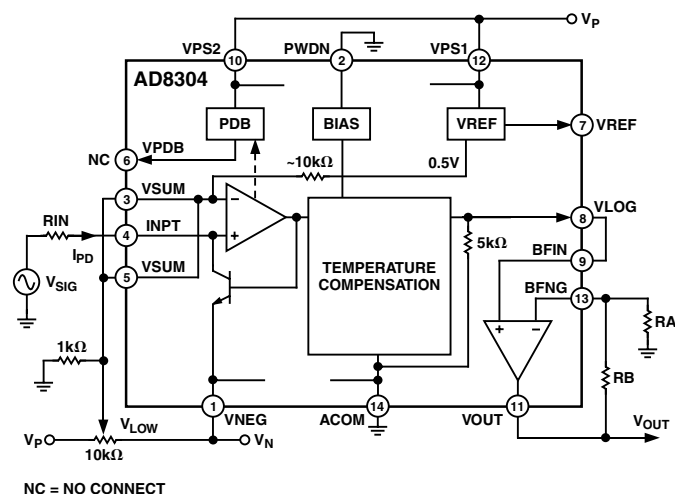 VP
VPS2
PWDN
VPS1
10
2
12
AD8304
PDB
BIAS
VREF
7
VREF
VPDB
NC
6
~10kΩ
0.5V
VSUM
3
−
VLOG
8
RIN
INPT
4
+
5kΩ
IPD
BFIN
9
VSUM
5
VSIG
TEMPERATURE
COMPENSATION
BFNG
13
+
−
RA
1kΩ
RB
1
VNEG
ACOM
14
VOUT
11
VLOW
VOUT
VP
10kΩ
VN
NC = NO CONNECT